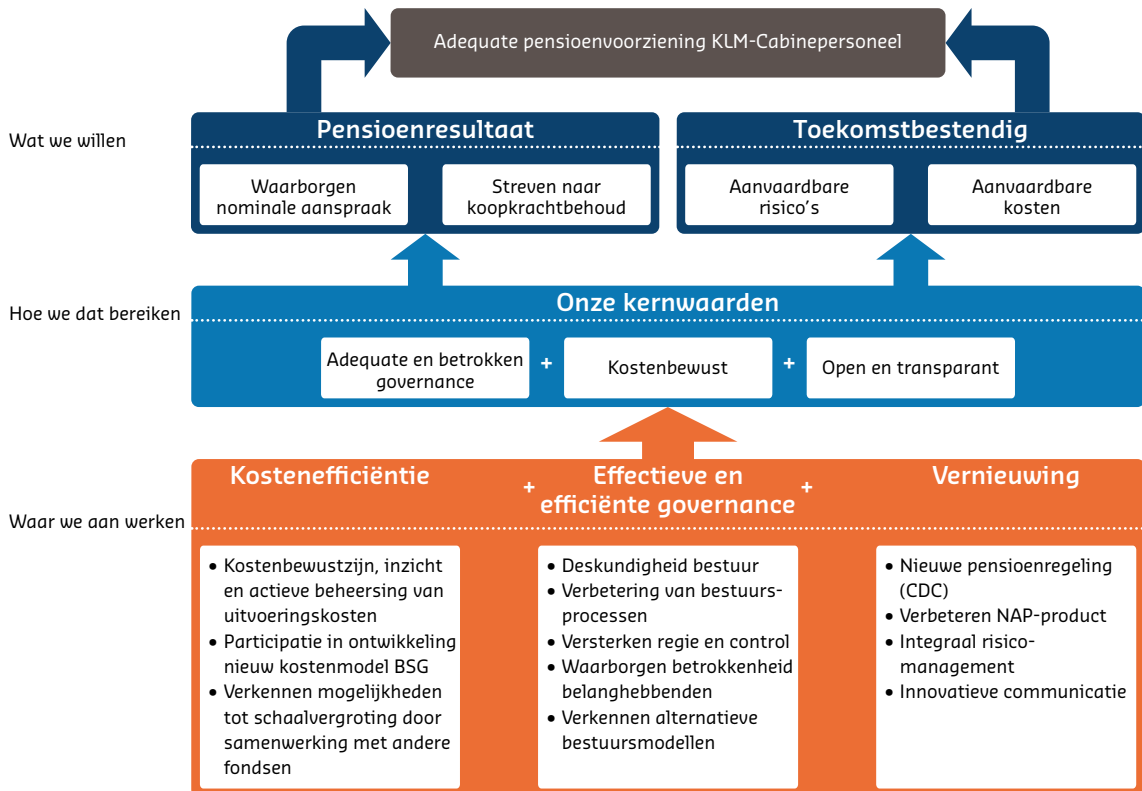 Adequate pensioenvoorziening KLM-Cabinepersoneel
Wat we willen
Pensioenresultaat
Waarborgen
nominale aanspraak
Streven naar
koopkrachtbehoud
Toekomstbestendig
Aanvaardbare
risico's
Aanvaardbare
kosten
Hoe we dat bereiken
Onze kernwaarden
Adequate en betrokken
governance
+
Kostenbewust
+
Open en transparant
Waar we aan werken
Kostenefficiëntie
+
Effectieve en
efficiënte governance
+
Vernieuwing
• Kostenbewustzijn, inzicht
en actieve beheersing van
uitvoeringskosten
• Participatie in ontwikkeling
nieuw kostenmodel BSG
• Verkennen mogelijkheden
tot schaalvergroting door
samenwerking met andere
fondsen
• Deskundigheid bestuur
• Verbetering van bestuurs-
processen
• Versterken regie en control
• Waarborgen betrokkenheid
belanghebbenden
• Verkennen alternatieve
bestuursmodellen
• Nieuwe pensioenregeling
(CDC)
• Verbeteren NAP-product
• Integraal risico-
management
• Innovatieve communicatie